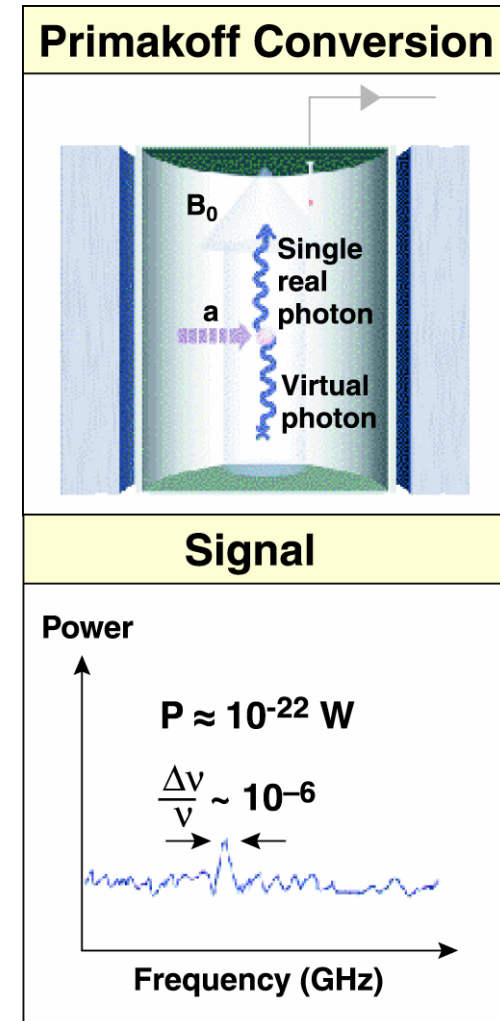 Primakoff Conversion
B0
Single
real
photon
a
Virtual
photon
Signal
Power
P ≈ 10-22 W
Δν
ν
~ 10–6
Frequency (GHz)